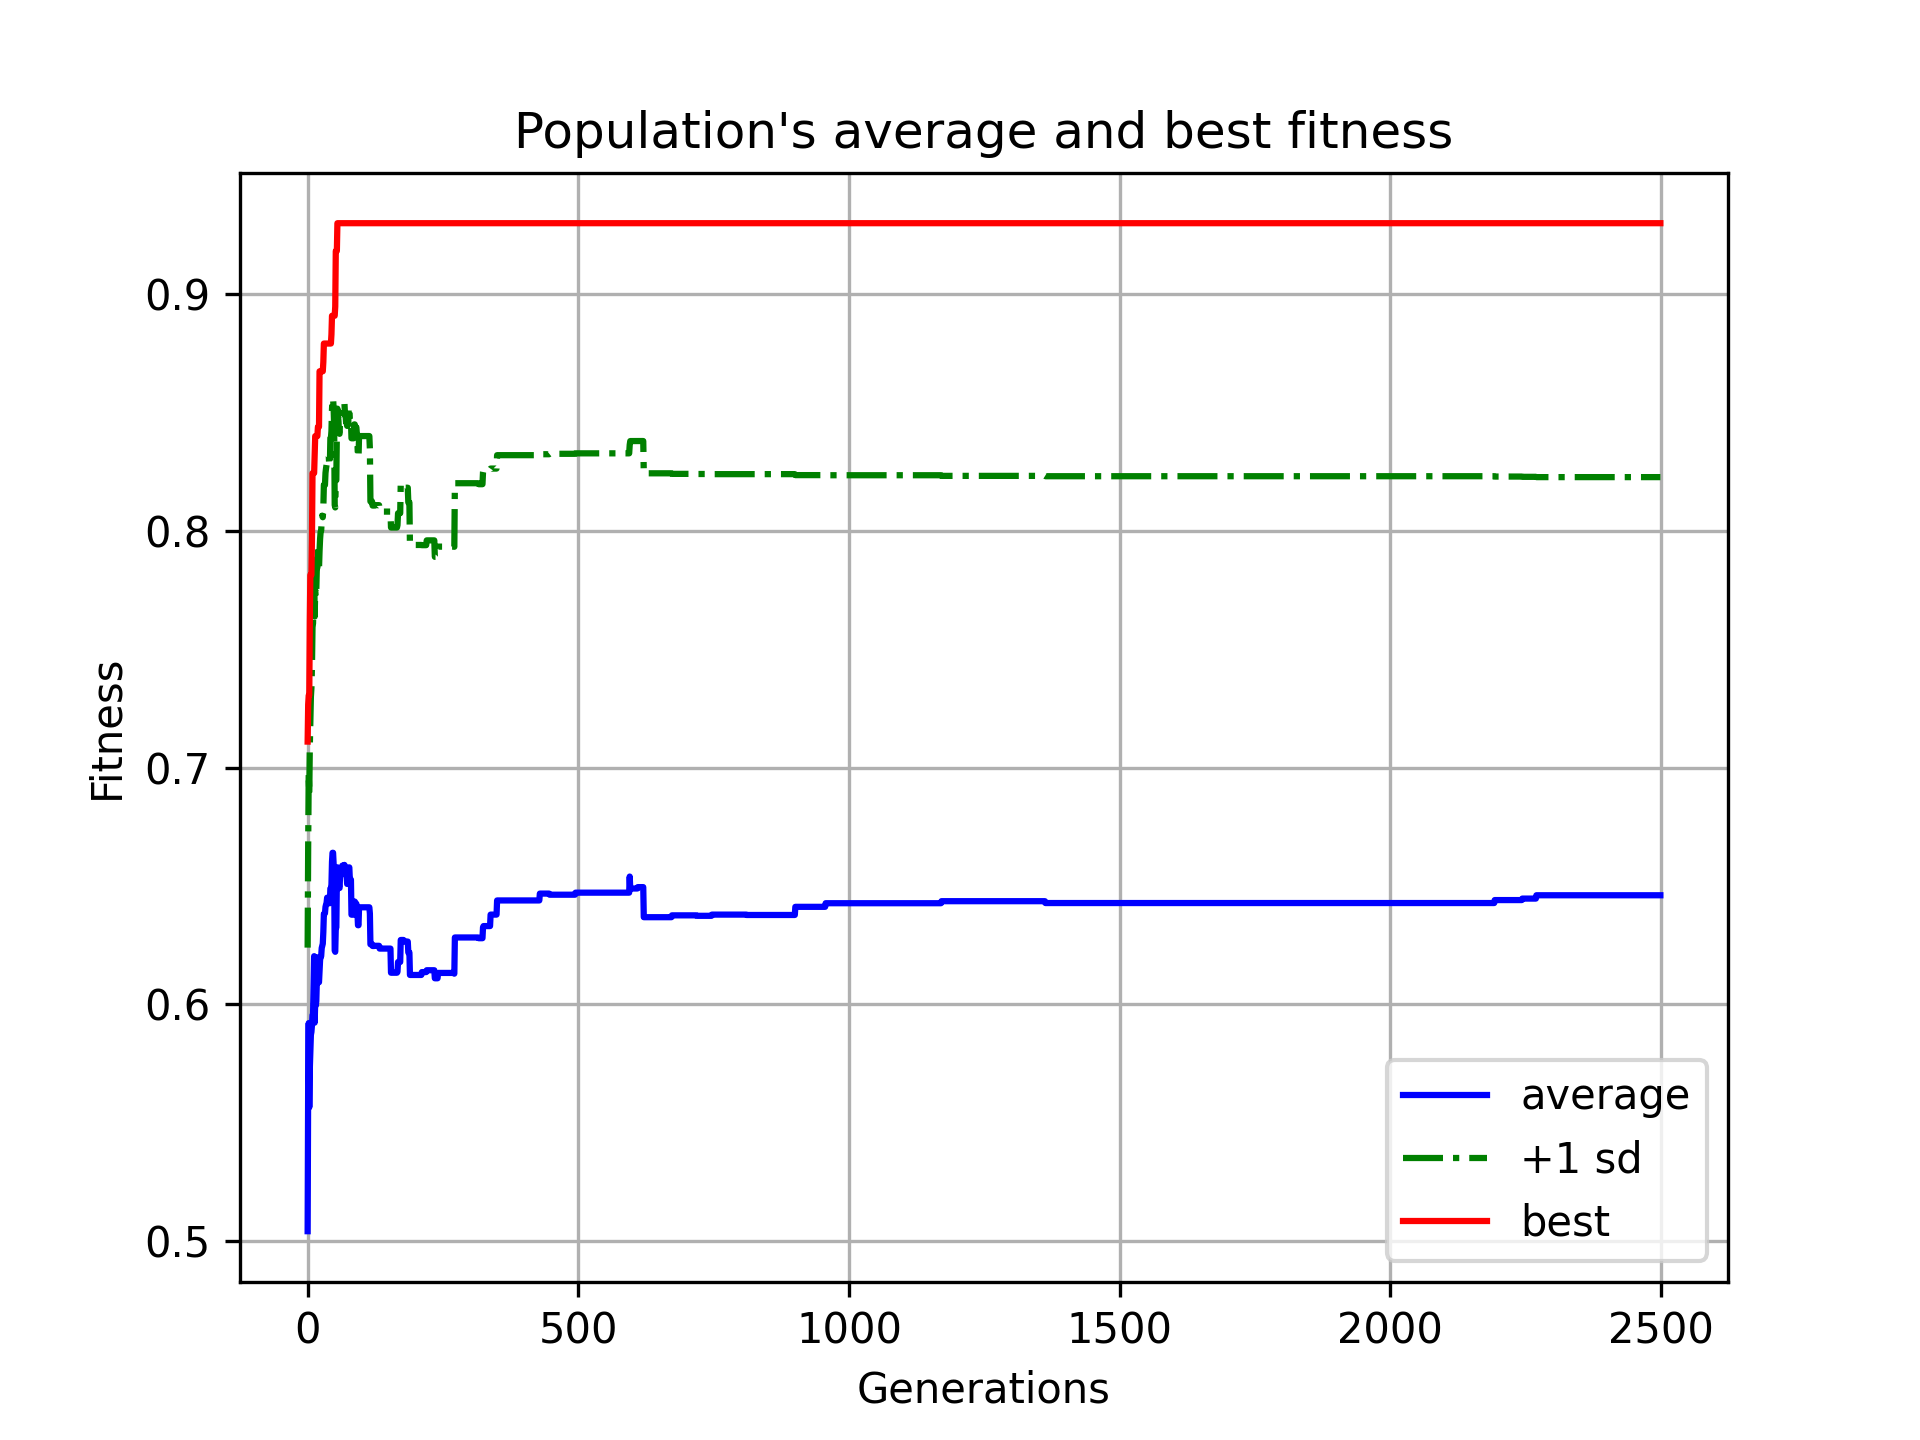 Population's average and best fitness
Fitness
0.9
0.8
0.7
0.6
0.5
0 500 1000 1500 2000 2500
Generations
average
+1 sd
best